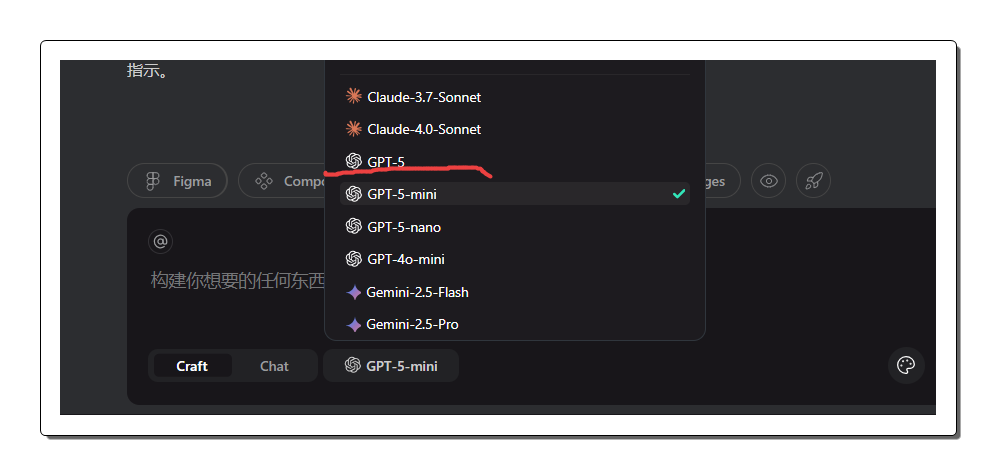 指示。
Claude-3.7-Sonnet
Claude-4.0-Sonnet
GPT-5
Figma
GPT-5-mini
GPT-5-nano
GPT-4o-mini
@
构建你想要的任何东西
Gemini-2.5-Flash
Gemini-2.5-Pro
Craft
Chat
GPT-5-mini